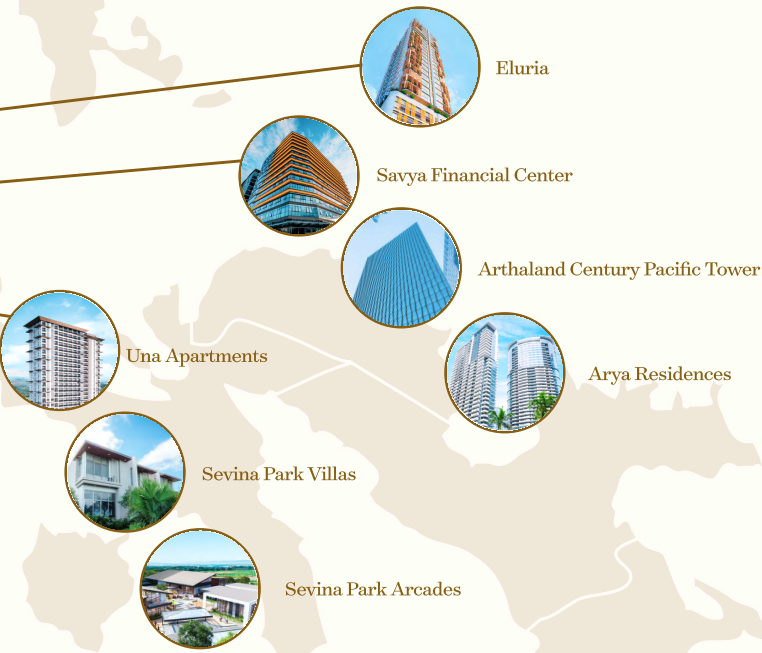 Eluria
Savya Financial Center
Arthaland Century Pacific Tower
Una Apartments
Arya Residences
Sevina Park Villas
Sevina Park Arcades